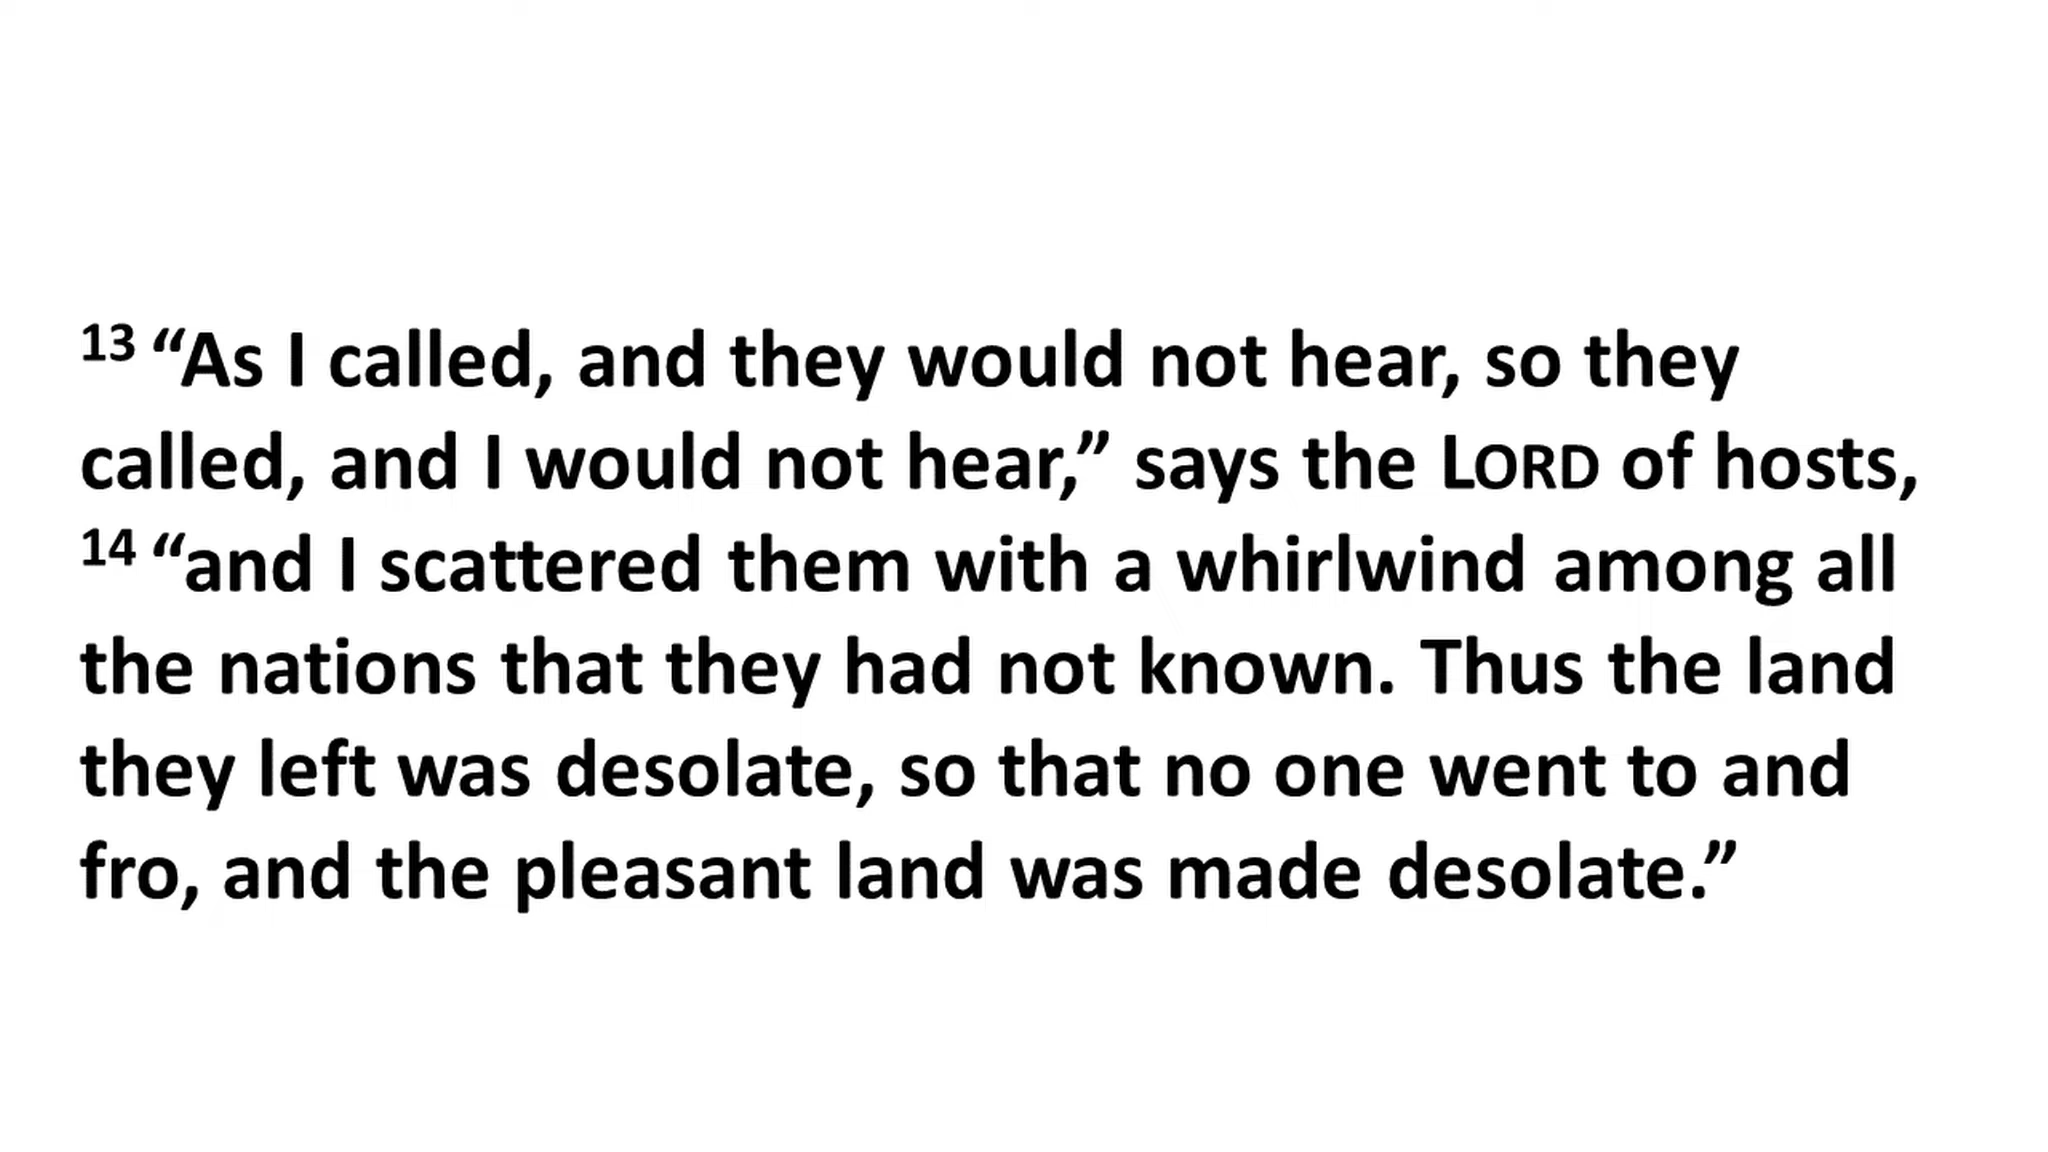 13 “As I called, and they would not hear, so they
called, and I would not hear,” says the LORD of hosts,
14 “and I scattered them with a whirlwind among all
the nations that they had not known. Thus the land
they left was desolate, so that no one went to and
fro, and the pleasant land was made desolate.”